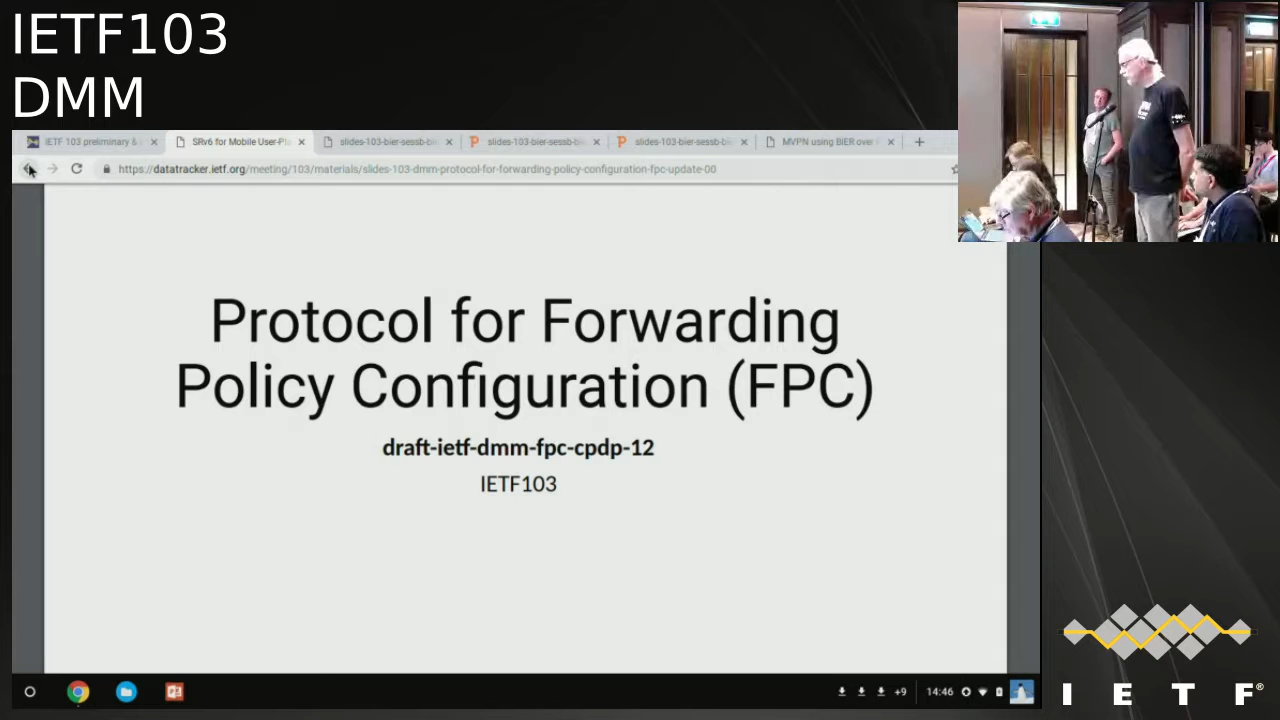 IETF103
DMM
IETF 103 preliminary &
SRv6 for Mobile User-Pla
slides-103-bier-sessb-bi
slides-103-bier-sessb-bi
slides-103-bier-sessb-bi
MVPN using BIER over
https://datatracker.ietf.org/meeting/103/materials/slides-103-dmm-protocol-for-forwarding-policy-configuration-fpc-update-00
Protocol for Forwarding
Policy Configuration (FPC)
draft-ietf-dmm-fpc-cpdp-12
IETF103
+9
14:46
I E T F®